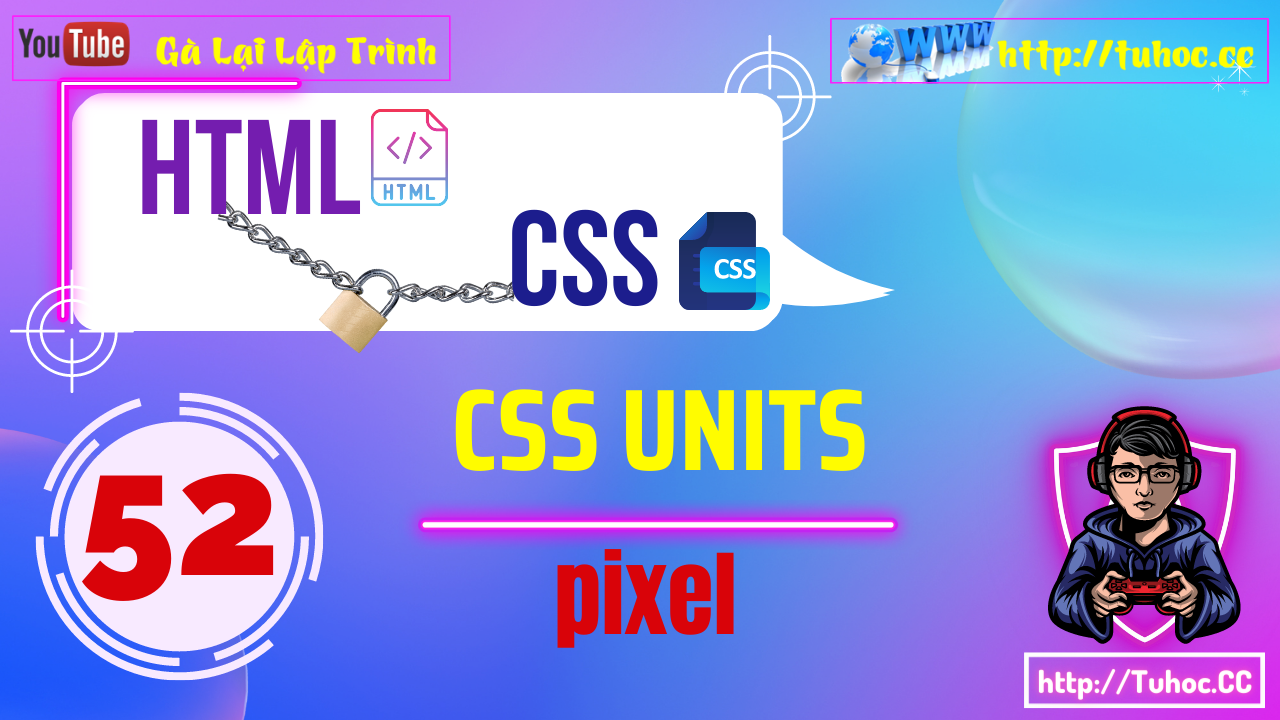 YouTube Gà Lại Lập Trình
WWW http://tuhoc.cc
HTML
HTML
CSS
CSS
CSS UNITS
52
pixel
http://Tuhoc.CC